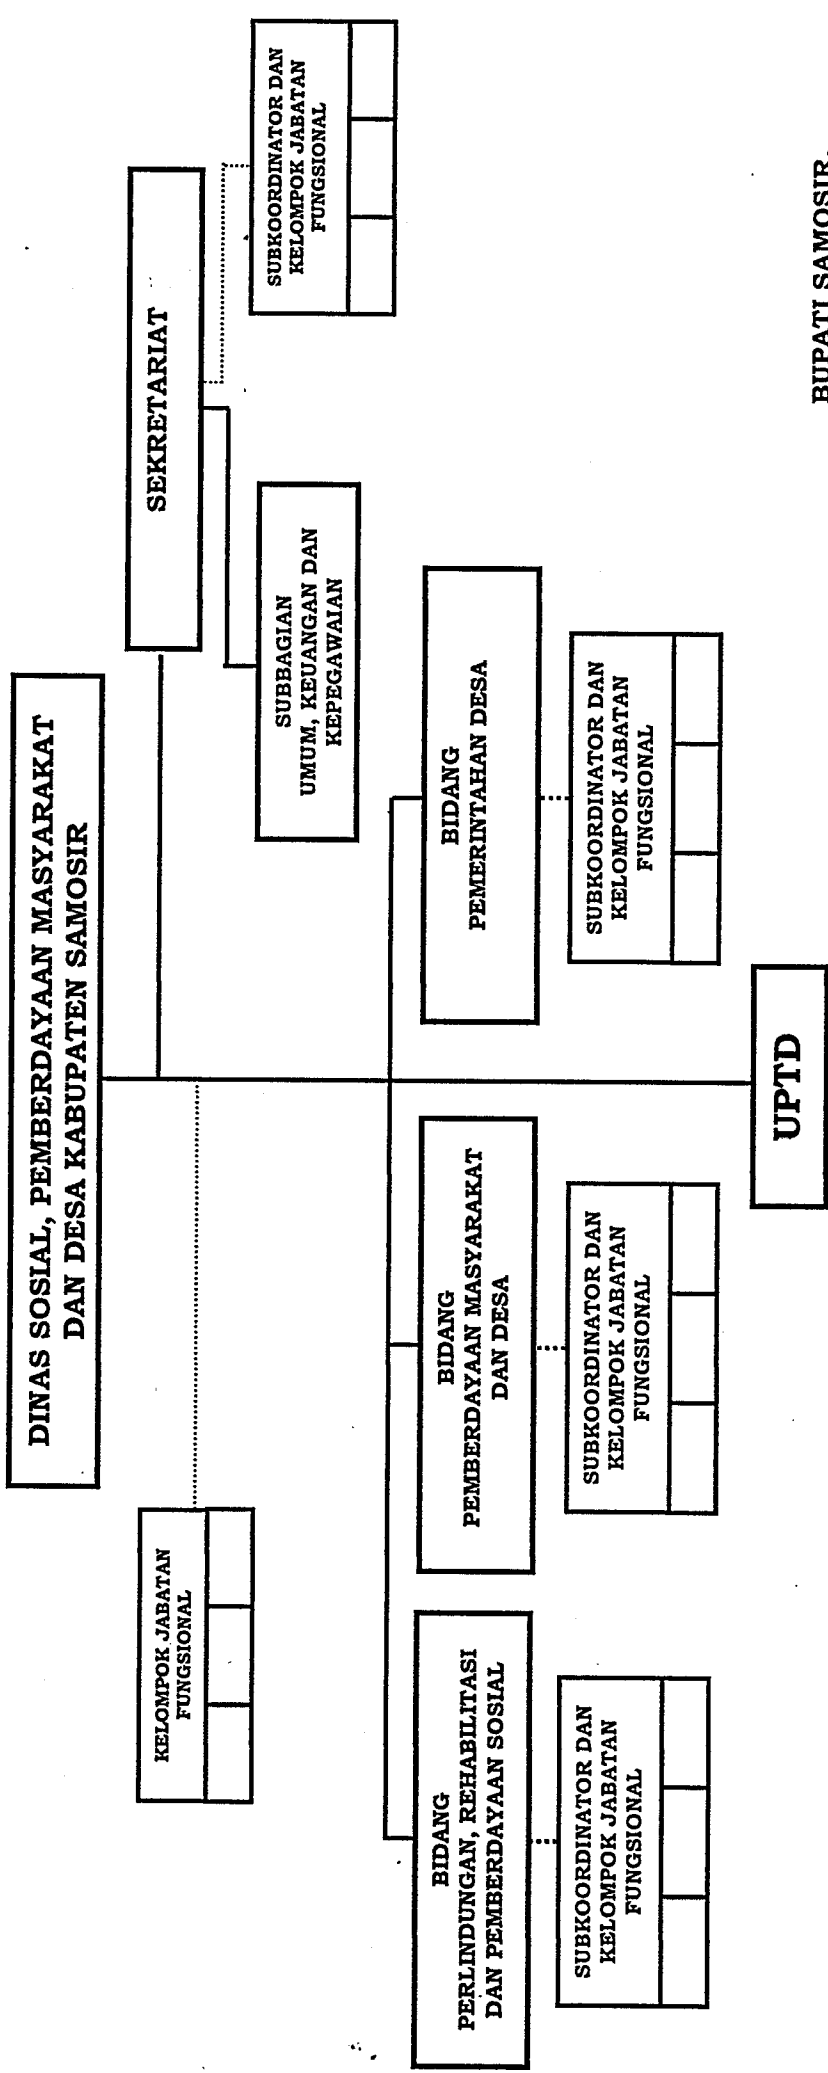 DINAS SOSIAL, PEMBERDAYAAN MASYARAKAT
DAN DESA KABUPATEN SAMOSIR
SEKRETARIAT
KELOMPOK JABATAN
FUNGSIONAL
SUBBAGIAN
UMUM, KEUANGAN DAN
KEPEGAWAIAN
SUBKOORDINATOR DAN
KELOMPOK JABATAN
FUNGSIONAL
BIDANG
PERLINDUNGAN, REHABILITASI
DAN PEMBERDAYAAN SOSIAL
BIDANG
PEMBERDAYAAN MASYARAKAT
DAN DESA
BIDANG
PEMERINTAHAN DESA
SUBKOORDINATOR DAN
KELOMPOK JABATAN
FUNGSIONAL
SUBKOORDINATOR DAN
KELOMPOK JABATAN
FUNGSIONAL
SUBKOORDINATOR DAN
KELOMPOK JABATAN
FUNGSIONAL
UPTD
BUPATI SAMOSIR,